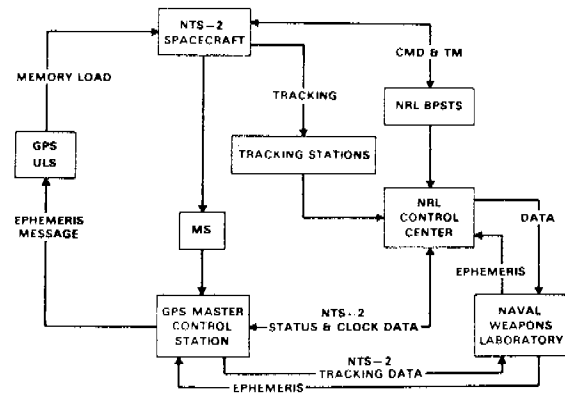 NTS-2
SPACECRAFT
CMD & TM
MEMORY LOAD
TRACKING
NRL BPSTS
GPS
ULS
TRACKING STATIONS
EPHEMERIS
MESSAGE
MS
NRL
CONTROL
CENTER
DATA
EPHEMERIS
GPS MASTER
CONTROL
STATION
NTS-2
STATUS & CLOCK DATA
NAVAL
WEAPONS
LABORATORY
NTS-2
TRACKING DATA
EPHEMERIS